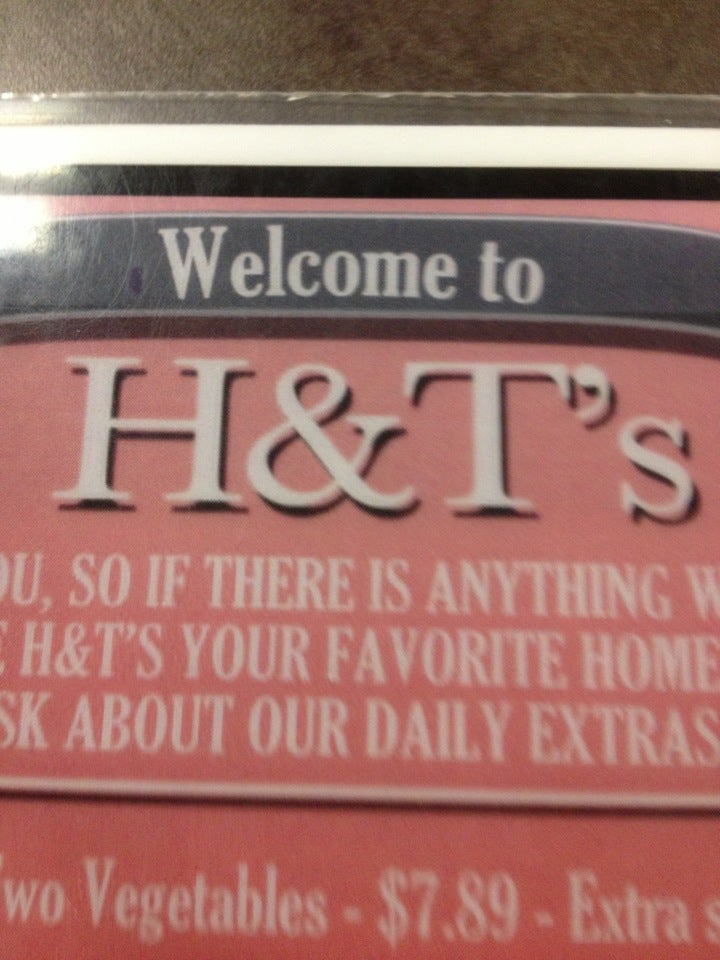 Welcome to
H&T's
OU, SO IF THERE IS ANYTHING W
E H&T'S YOUR FAVORITE HOME
SK ABOUT OUR DAILY EXTRAS
Two Vegetables - $7.89 - Extra s